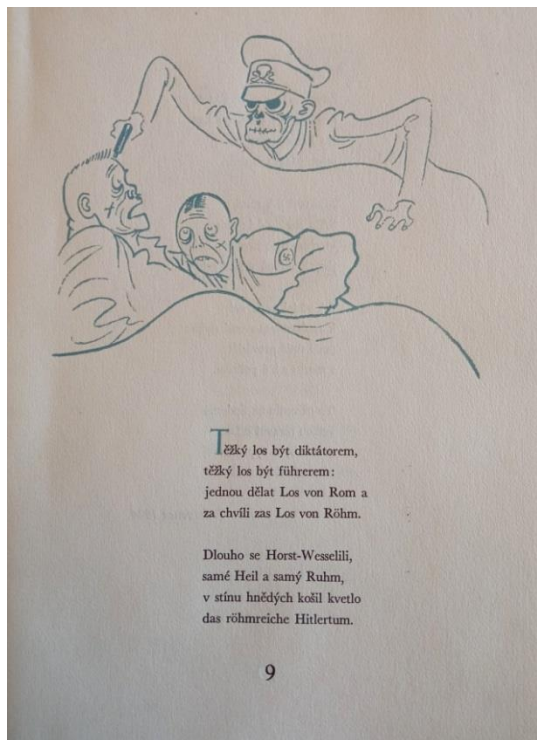 Těžký los být diktátorem,
těžký los být führerem:
jednou dělat Los von Rom a
za chvíli zas Los von Röhm.
Dlouho se Horst-Wesselili,
samé Heil a samý Ruhm,
v stínu hnědých košil kvetlo
das röhmreiche Hitlertum.
9